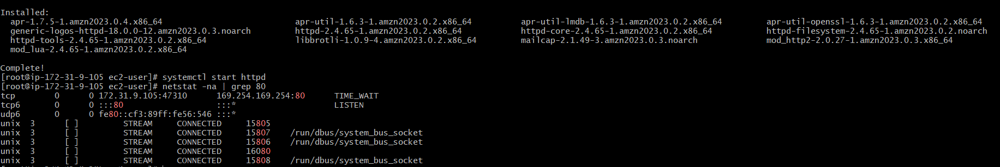 Installed:
apr-1.7.5-1.amzn2023.0.4.x86_64 apr-util-1.6.3-1.amzn2023.0.2.x86_64 apr-util-lmdb-1.6.3-1.amzn2023.0.2.x86_64 apr-util-openssl-1.6.3-1.amzn2023.0.2.x86_64
generic-logos-httpd-18.0.0-12.amzn2023.0.3.noarch httpd-2.4.65-1.amzn2023.0.2.x86_64 httpd-core-2.4.65-1.amzn2023.0.2.x86_64 httpd-filesystem-2.4.65-1.amzn2023.0.2.noarch
httpd-tools-2.4.65-1.amzn2023.0.2.x86_64 libbrotli-1.0.9-4.amzn2023.0.2.x86_64 mailcap-2.1.49-3.amzn2023.0.3.noarch mod_http2-2.0.27-1.amzn2023.0.3.x86_64
mod_lua-2.4.65-1.amzn2023.0.2.x86_64
Complete!
[root@ip-172-31-9-105 ec2-user]# systemctl start httpd
[root@ip-172-31-9-105 ec2-user]# netstat -na | grep 80
tcp 0 0 172.31.9.105:47310 169.254.169.254:80 TIME_WAIT
tcp6 0 0 :::80 :::* LISTEN
udp6 0 0 fe80::cf3:89ff:fe56:546 :::*
unix 3 [ ] STREAM CONNECTED 15805
unix 3 [ ] STREAM CONNECTED 15807 /run/dbus/system_bus_socket
unix 3 [ ] STREAM CONNECTED 15806 /run/dbus/system_bus_socket
unix 3 [ ] STREAM CONNECTED 16080
unix 3 [ ] STREAM CONNECTED 15808 /run/dbus/system_bus_socket